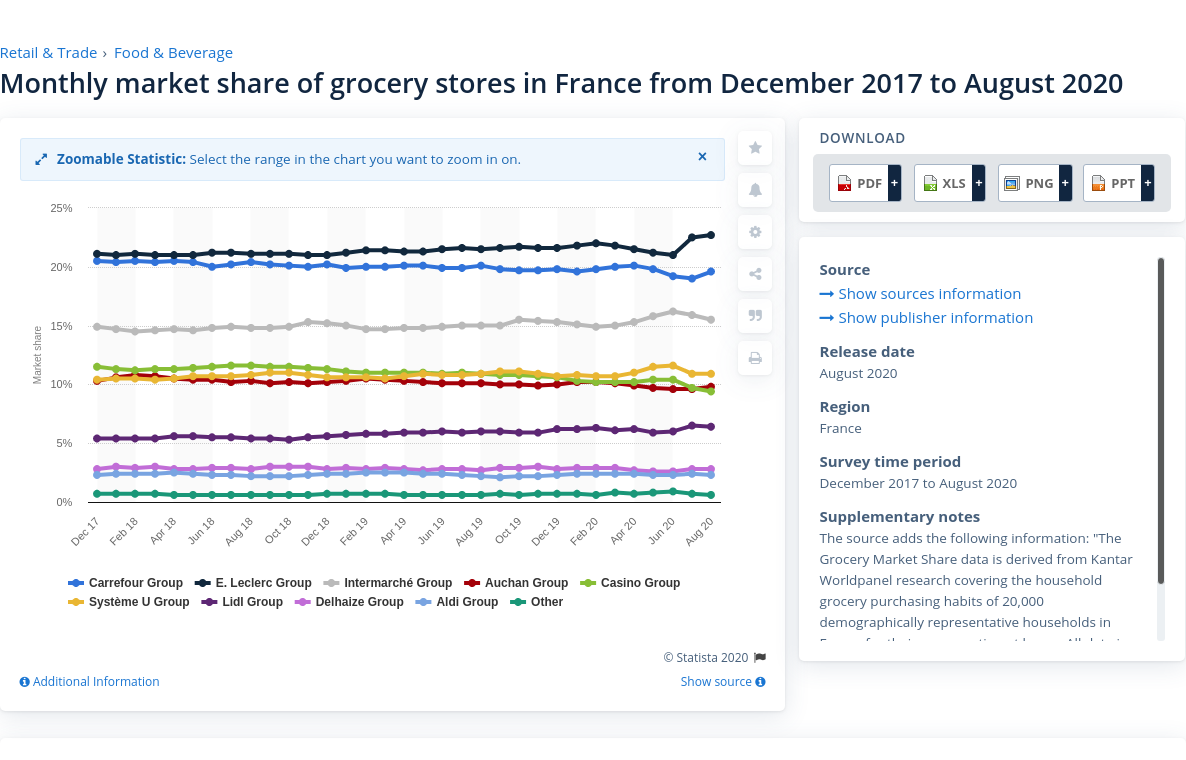 Retail & Trade › Food & Beverage
Monthly market share of grocery stores in France from December 2017 to August 2020
Zoomable Statistic: Select the range in the chart you want to zoom in on. ×
25%
20%
15%
10%
5%
0%
Market share
Dec 17 Feb 18 Apr 18 Jun 18 Aug 18 Oct 18 Dec 18 Feb 19 Apr 19 Jun 19 Aug 19 Oct 19 Dec 19 Feb 20 Apr 20 Jun 20 Aug 20
Carrefour Group E. Leclerc Group Intermarché Group Auchan Group Casino Group
Système U Group Lidl Group Delhaize Group Aldi Group Other
© Statista 2020
Additional Information Show source
DOWNLOAD
PDF + XLS + PNG + PPT +
Source
Show sources information
Show publisher information
Release date
August 2020
Region
France
Survey time period
December 2017 to August 2020
Supplementary notes
The source adds the following information: "The
Grocery Market Share data is derived from Kantar
Worldpanel research covering the household
grocery purchasing habits of 20,000
demographically representative households in